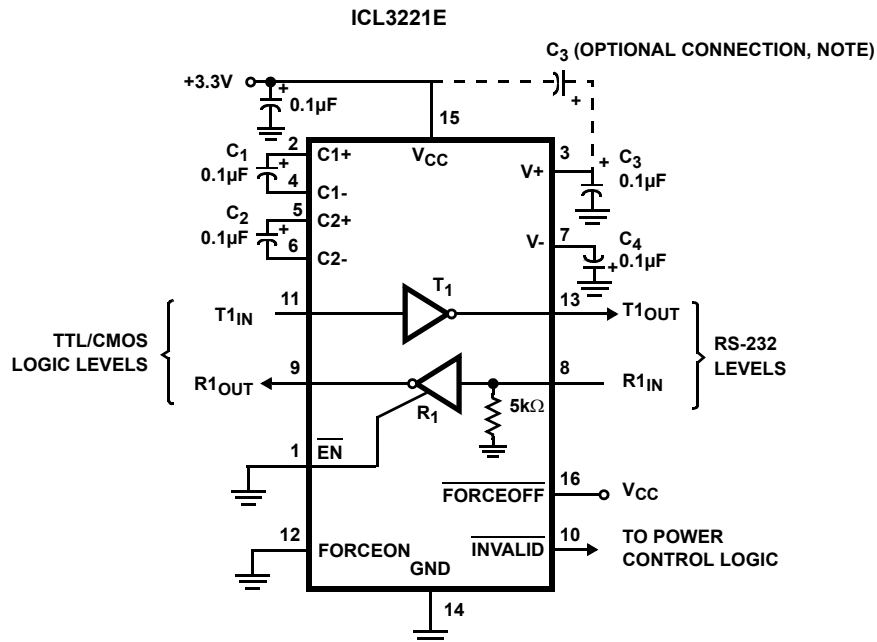 ICL3221E
C3 (OPTIONAL CONNECTION, NOTE)
+3.3V
+
0.1µF
+
15
2
C1+
VCC
3
+
C1
0.1µF
+
4
C1-
V+
C3
0.1µF
5
C2+
C2
0.1µF
+
6
C2-
V-
7
C4
0.1µF
+
T1IN
11
T1
13
T1OUT
TTL/CMOS
LOGIC LEVELS
RS-232
LEVELS
R1OUT
9
R1
5kΩ
8
R1IN
1
EN
16
FORCEOFF
VCC
12
FORCEON
INVALID
10
TO POWER
CONTROL LOGIC
GND
14